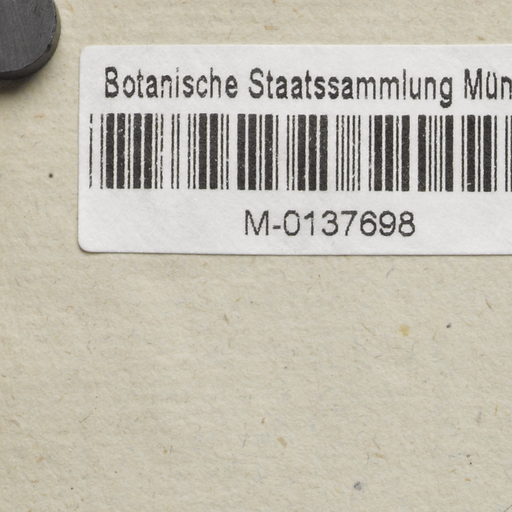 Botanische Staatssammlung Mün
M-0137698